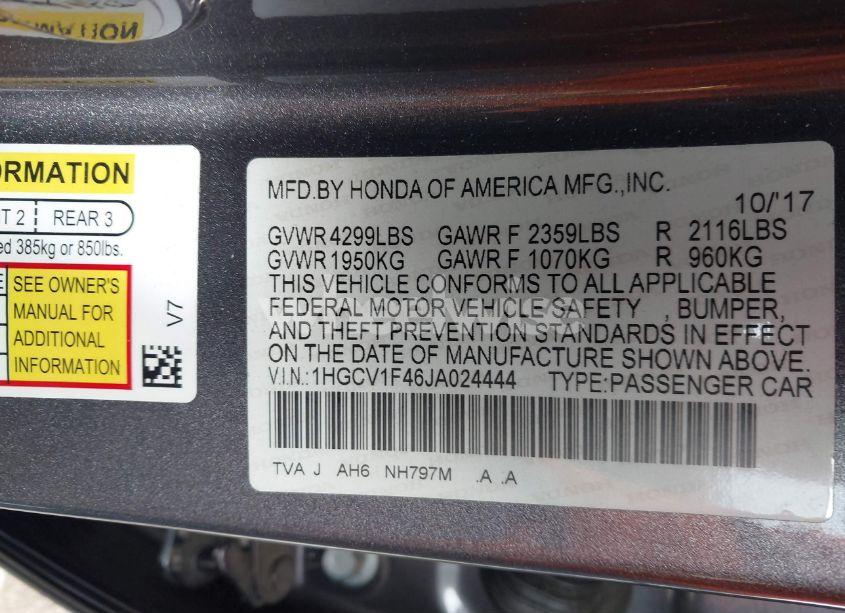 ORMATION
T 2 REAR 3
ed 385kg or 850lbs.
SEE OWNER'S
MANUAL FOR
ADDITIONAL
INFORMATION
V7
MFD.BY HONDA OF AMERICA MFG.,INC.
10/'17
GVWR 4299LBS GAWR F 2359LBS R 2116LBS
GVWR 1950KG GAWR F 1070KG R 960KG
THIS VEHICLE CONFORMS TO ALL APPLICABLE
FEDERAL MOTOR VEHICLE SAFETY , BUMPER,
AND THEFT PREVENTION STANDARDS IN EFFECT
ON THE DATE OF MANUFACTURE SHOWN ABOVE.
V.I.N.:1HGCV1F46JA024444 TYPE:PASSENGER CAR
TVA J AH6 NH797M .A .A